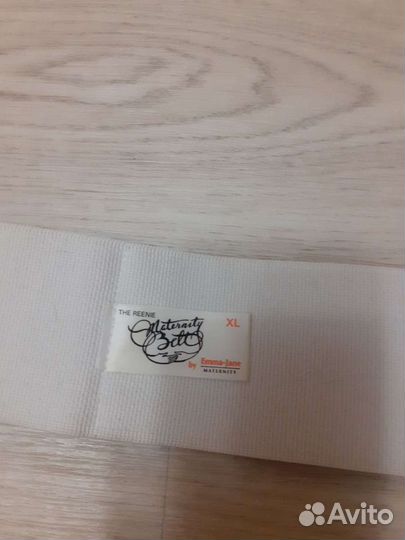 THE REENIE
XL
Maternity
Belt
by Emma-Jane
MATERNITY
Avito